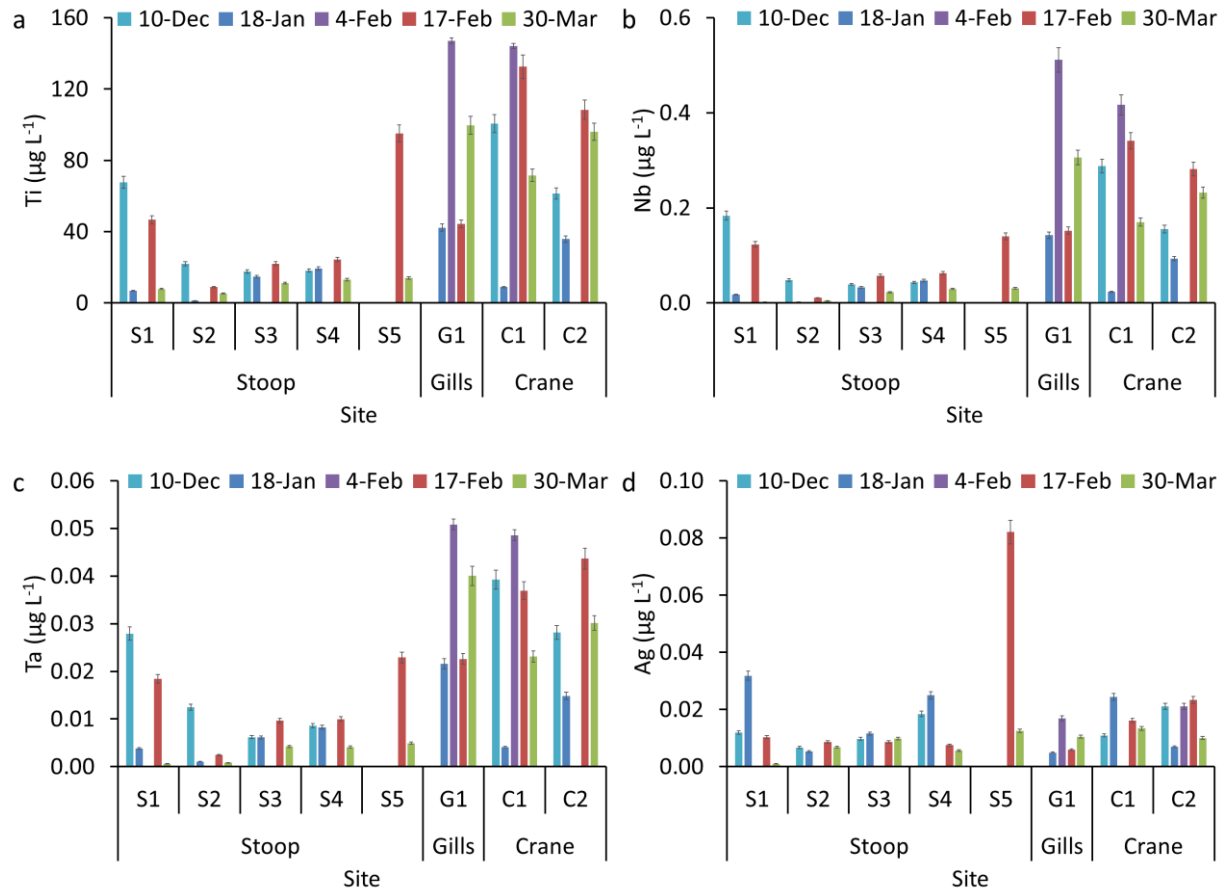 a
10-Dec 18-Jan 4-Feb 17-Feb 30-Mar
Ti (µg L⁻¹)
160
120
80
40
0
S1 S2 S3 S4 S5 G1 C1 C2
Stoop Gills Crane
Site
b
10-Dec 18-Jan 4-Feb 17-Feb 30-Mar
Nb (µg L⁻¹)
0.6
0.4
0.2
0.0
S1 S2 S3 S4 S5 G1 C1 C2
Stoop Gills Crane
Site
c
10-Dec 18-Jan 4-Feb 17-Feb 30-Mar
Ta (µg L⁻¹)
0.06
0.05
0.04
0.03
0.02
0.01
0.00
S1 S2 S3 S4 S5 G1 C1 C2
Stoop Gills Crane
Site
d
10-Dec 18-Jan 4-Feb 17-Feb 30-Mar
Ag (µg L⁻¹)
0.10
0.08
0.06
0.04
0.02
0.00
S1 S2 S3 S4 S5 G1 C1 C2
Stoop Gills Crane
Site